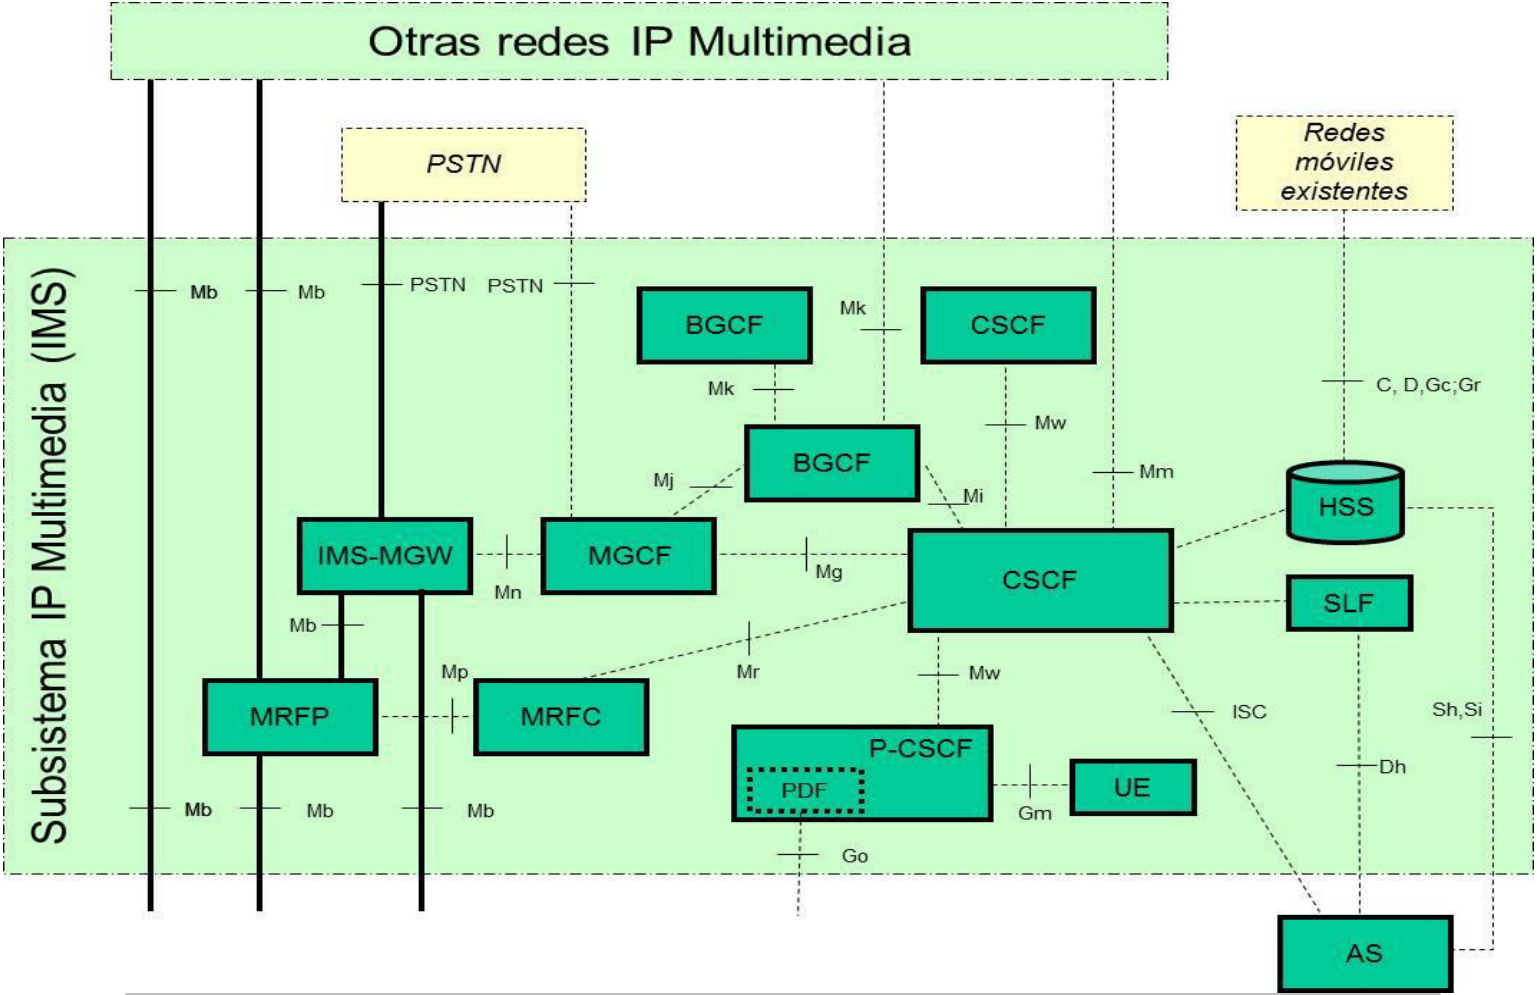 Otras redes IP Multimedia
PSTN
Redes
móviles
existentes
Subsistema IP Multimedia (IMS)
Mb
Mb
PSTN
PSTN
BGCF
Mk
CSCF
Mk
C, D,Gc;Gr
Mw
BGCF
Mj
Mi
Mm
HSS
IMS-MGW
MGCF
CSCF
Mn
Mg
SLF
Mb
Mp
Mr
Mw
MRFP
MRFC
ISC
Sh,Si
P-CSCF
PDF
UE
Dh
Mb
Mb
Mb
Gm
Go
AS